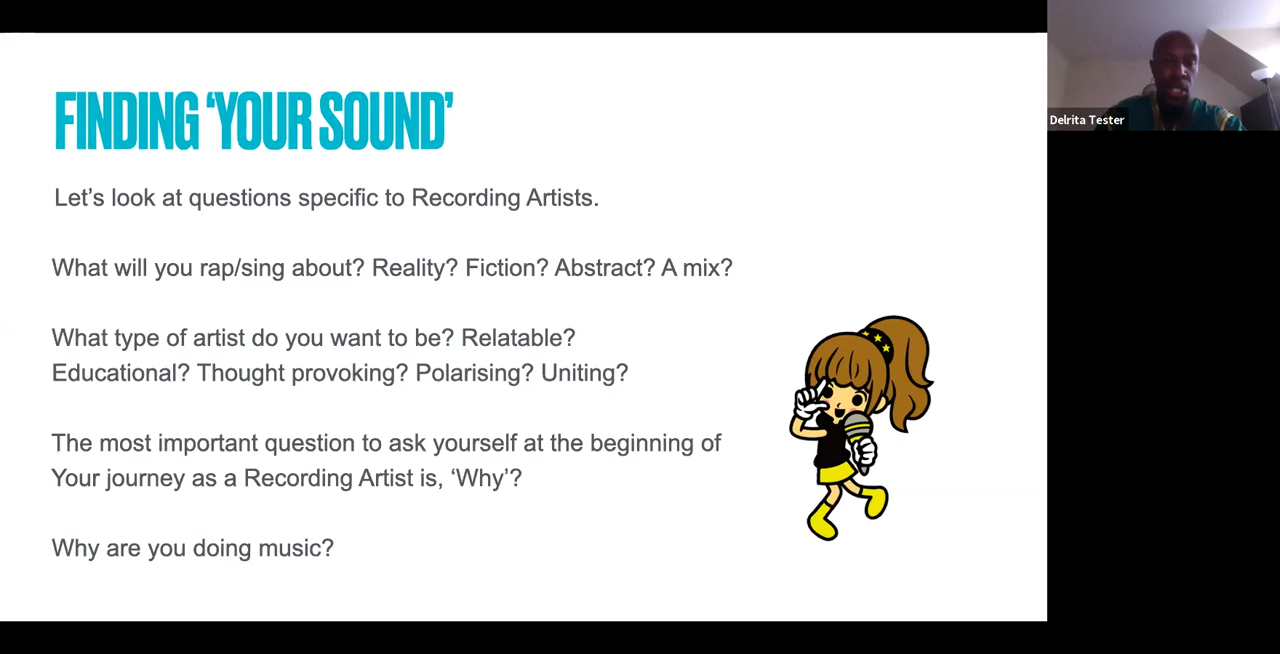 FINDING ‘YOUR SOUND’
Let’s look at questions specific to Recording Artists.
What will you rap/sing about? Reality? Fiction? Abstract? A mix?
What type of artist do you want to be? Relatable?
Educational? Thought provoking? Polarising? Uniting?
The most important question to ask yourself at the beginning of
Your journey as a Recording Artist is, ‘Why’?
Why are you doing music?
Delrita Tester